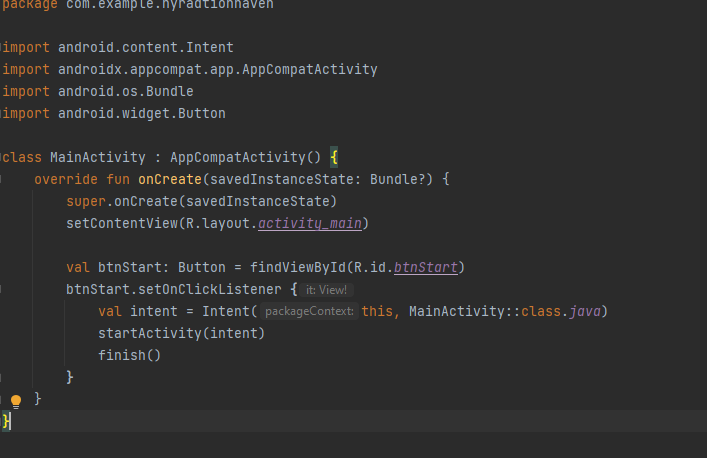 package com.example.hyradtionhaven
import android.content.Intent
import androidx.appcompat.app.AppCompatActivity
import android.os.Bundle
import android.widget.Button
class MainActivity : AppCompatActivity() {
override fun onCreate(savedInstanceState: Bundle?) {
super.onCreate(savedInstanceState)
setContentView(R.layout.activity_main)
val btnStart: Button = findViewById(R.id.btnStart)
btnStart.setOnClickListener { it: View!
val intent = Intent( packageContext: this, MainActivity::class.java)
startActivity(intent)
finish()
}
}
}